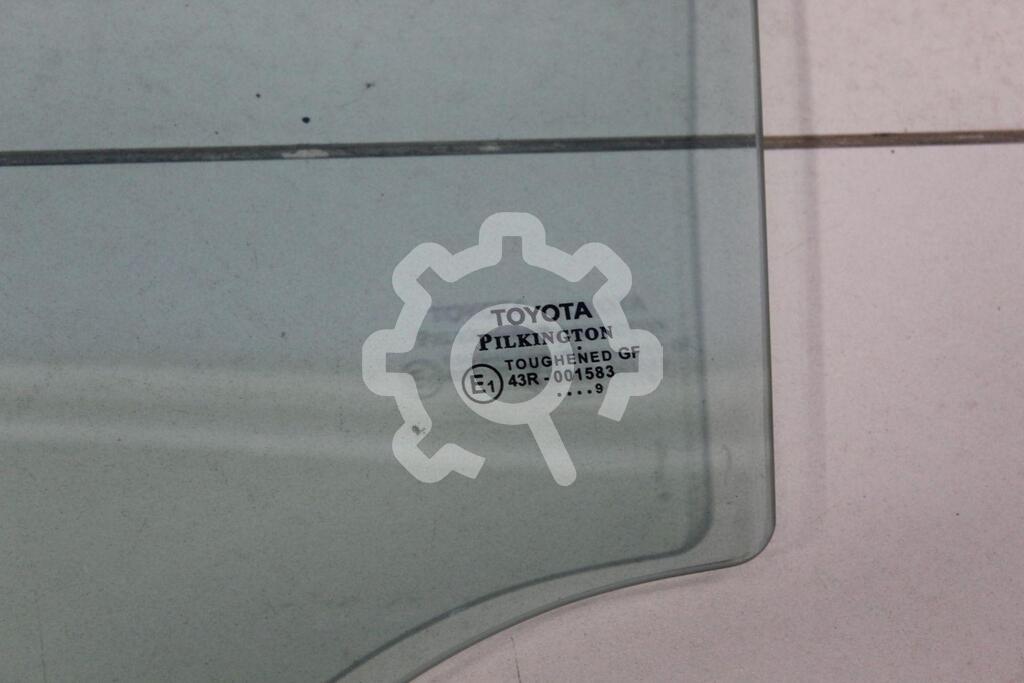 TOYOTA
PILKINGTON
TOUGHENED GF
E1 43R-001583
....9